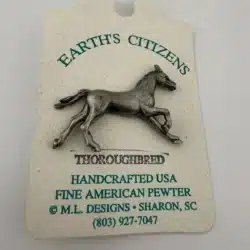 EARTH'S CITIZENS
THOROUGHBRED
HANDCRAFTED USA
FINE AMERICAN PEWTER
© M.L. DESIGNS • SHARON, SC
(803) 927-7047